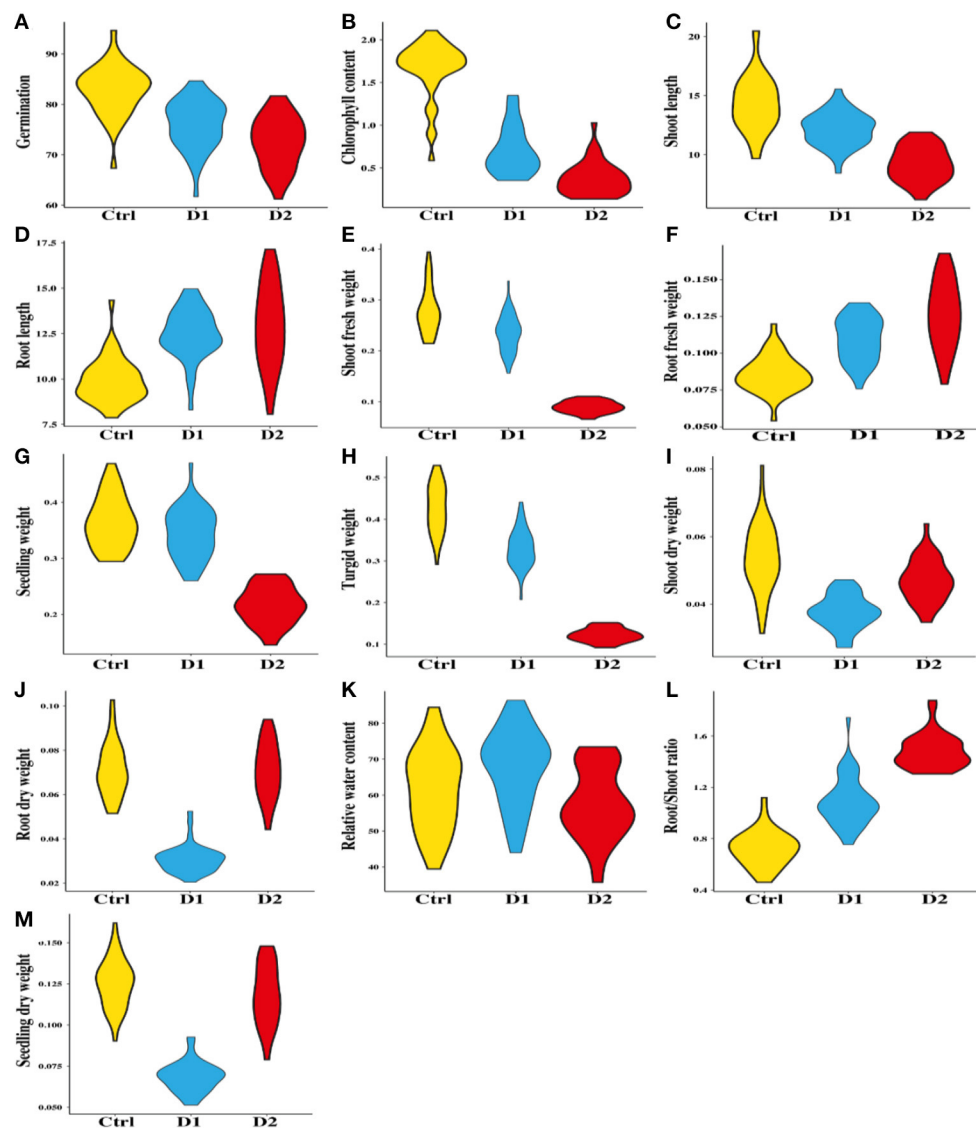 A
Germination
90
80
70
60
Ctrl D1 D2
B
Chlorophyll content
2.0
1.5
1.0
0.5
Ctrl D1 D2
C
Shoot length
20
15
10
Ctrl D1 D2
D
Root length
17.5
15.0
12.5
10.0
7.5
Ctrl D1 D2
E
Shoot fresh weight
0.4
0.3
0.2
0.1
Ctrl D1 D2
F
Root fresh weight
0.150
0.125
0.100
0.075
0.050
Ctrl D1 D2
G
Seedling weight
0.4
0.3
0.2
Ctrl D1 D2
H
Turgid weight
0.5
0.4
0.3
0.2
0.1
Ctrl D1 D2
I
Shoot dry weight
0.08
0.06
0.04
Ctrl D1 D2
J
Root dry weight
0.10
0.08
0.06
0.04
0.02
Ctrl D1 D2
K
Relative water content
80
70
60
50
40
Ctrl D1 D2
L
Root/Shoot ratio
1.6
1.2
0.8
0.4
Ctrl D1 D2
M
Seedling dry weight
0.150
0.125
0.100
0.075
0.050
Ctrl D1 D2